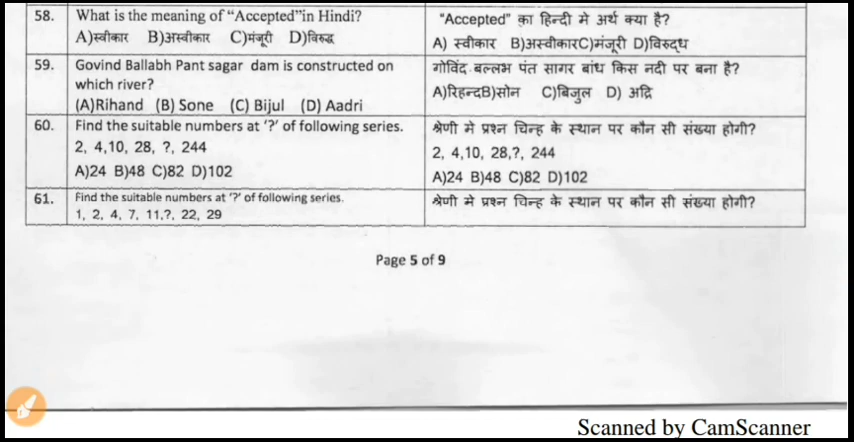 58. What is the meaning of “Accepted”in Hindi?
A)स्वीकार B)अस्वीकार C)मंजूरी D)विरुद्ध
"Accepted" का हिन्दी मे अर्थ क्या है?
A) स्वीकार B)अस्वीकारC)मंजूरी D)विरुद्ध
59. Govind Ballabh Pant sagar dam is constructed on
which river?
(A)Rihand (B) Sone (C) Bijul (D) Aadri
गोविंद बल्लभ पंत सागर बांध किस नदी पर बना है?
A)रिहन्दB)सोन C)बिजुल D) अद्रि
60. Find the suitable numbers at ‘?’ of following series.
2, 4,10, 28, ?, 244
A)24 B)48 C)82 D)102
श्रेणी मे प्रश्न चिन्ह के स्थान पर कौन सी संख्या होगी?
2, 4,10, 28,?, 244
A)24 B)48 C)82 D)102
61. Find the suitable numbers at ‘?’ of following series.
1, 2, 4, 7, 11,?, 22, 29
श्रेणी मे प्रश्न चिन्ह के स्थान पर कौन सी संख्या होगी?
Page 5 of 9
Scanned by CamScanner